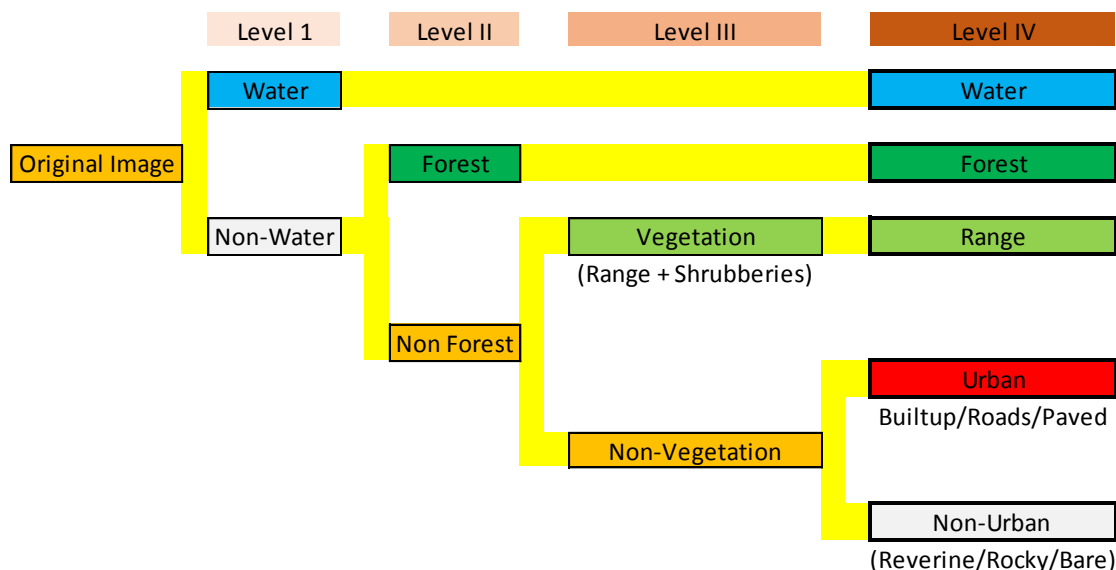 Level 1 Level II Level III Level IV
Water Water
Original Image Forest Forest
Non-Water Vegetation Range
(Range + Shrubberies)
Non Forest
Urban
Builtup/Roads/Paved
Non-Vegetation
Non-Urban
(Reverine/Rocky/Bare)